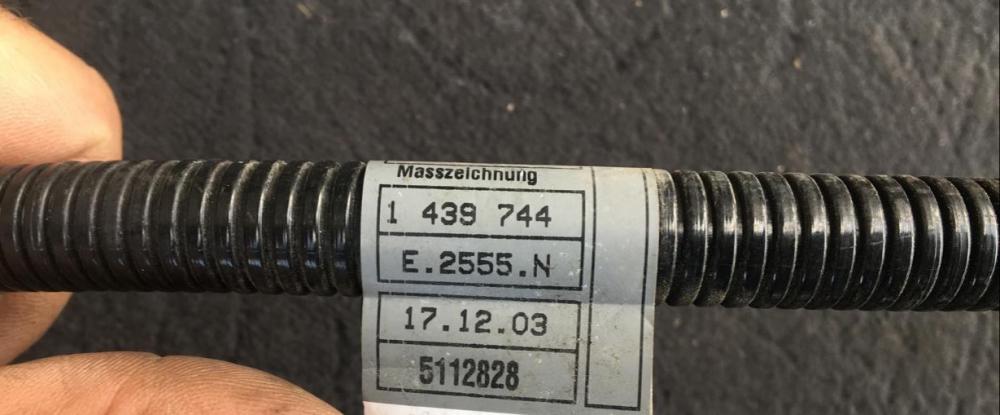 Masszeichnung
1 439 744
E.2555.N
17.12.03
5112828